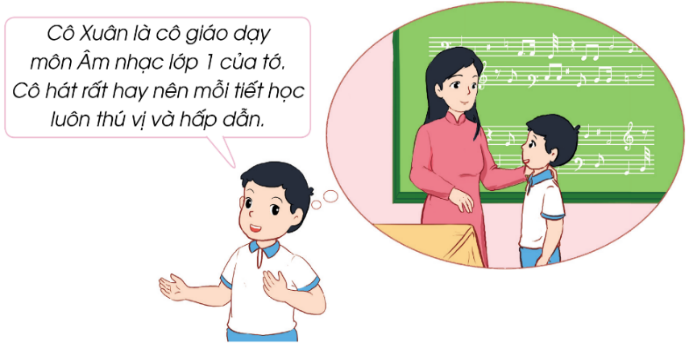 Cô Xuân là cô giáo dạy
môn Âm nhạc lớp 1 của tớ.
Cô hát rất hay nên mỗi tiết học
luôn thú vị và hấp dẫn.